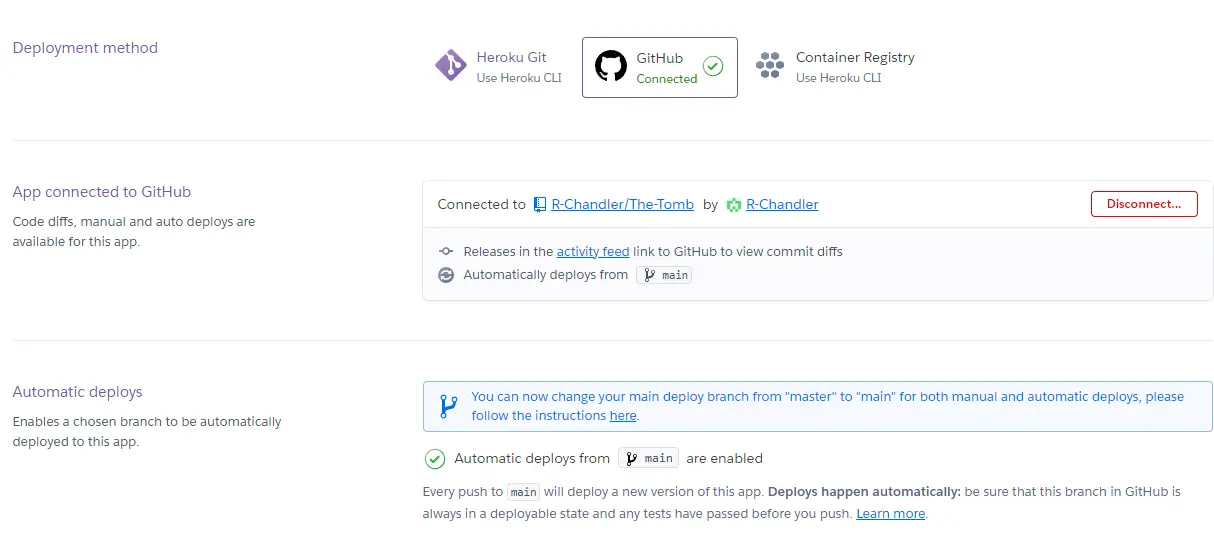 Deployment method
Heroku Git
Use Heroku CLI
GitHub
Connected
Container Registry
Use Heroku CLI
App connected to GitHub
Code diffs, manual and auto deploys are
available for this app.
Connected to R-Chandler/The-Tomb by R-Chandler
Disconnect...
Releases in the activity feed link to GitHub to view commit diffs
Automatically deploys from main
Automatic deploys
Enables a chosen branch to be automatically
deployed to this app.
You can now change your main deploy branch from "master" to "main" for both manual and automatic deploys, please
follow the instructions here.
Automatic deploys from main are enabled
Every push to main will deploy a new version of this app. Deploys happen automatically: be sure that this branch in GitHub is
always in a deployable state and any tests have passed before you push. Learn more.